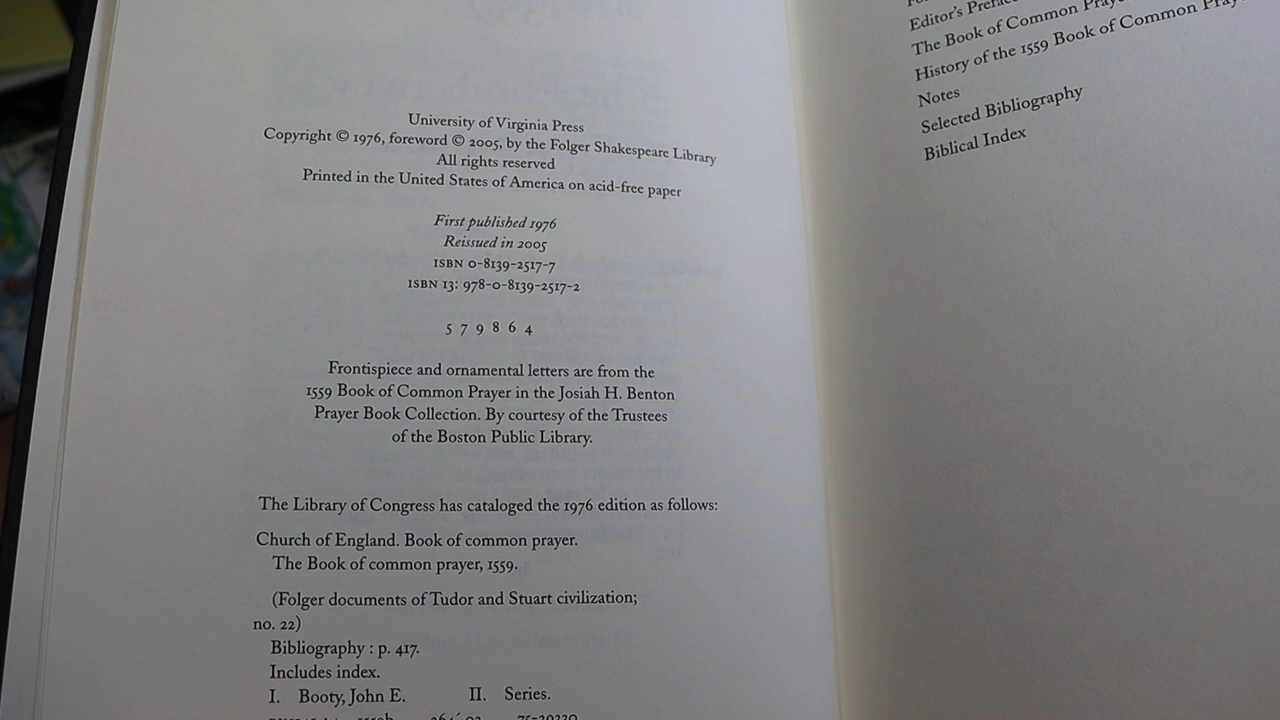 University of Virginia Press
Copyright © 1976, foreword © 2005, by the Folger Shakespeare Library
All rights reserved
Printed in the United States of America on acid-free paper
First published 1976
Reissued in 2005
ISBN 0-8139-2517-7
ISBN 13: 978-0-8139-2517-2
5 7 9 8 6 4
Frontispiece and ornamental letters are from the
1559 Book of Common Prayer in the Josiah H. Benton
Prayer Book Collection. By courtesy of the Trustees
of the Boston Public Library.
The Library of Congress has cataloged the 1976 edition as follows:
Church of England. Book of common prayer.
The Book of common prayer, 1559.
(Folger documents of Tudor and Stuart civilization;
no. 22)
Bibliography : p. 417.
Includes index.
I. Booty, John E. II. Series.
Editor's
The Book of Common
History of the 1559 Book of Common
Notes
Selected Bibliography
Biblical Index